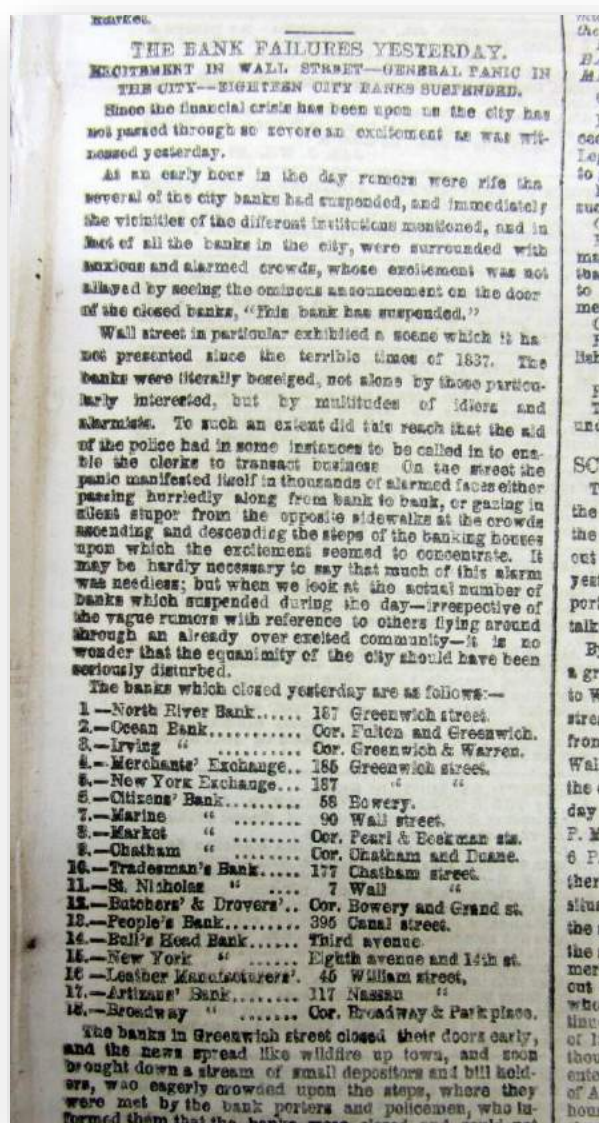 THE BANK FAILURES YESTERDAY.
EXCITEMENT IN WALL STREET—GENERAL PANIC IN
THE CITY—EIGHTEEN CITY BANKS SUSPENDED.
Since the financial crisis has been upon us the city has
not passed through so severe an excitement as was wit-
nessed yesterday.
At an early hour in the day rumors were rife tha
several of the city banks had suspended, and immediately
the vicinities of the different institutions mentioned, and in
fact of all the banks in the city, were surrounded with
anxious and alarmed crowds, whose excitement was not
allayed by seeing the ominous announcement on the door
of the closed banks, "This bank has suspended."
Wall street in particular exhibited a scene which it ha
not presented since the terrible times of 1837. The
banks were literally beseiged, not alone by those particu-
larly interested, but by multitudes of idlers and
alarmists. To such an extent did this reach that the aid
of the police had in some instances to be called in to ena-
ble the clerks to transact business On the street the
panic manifested itself in thousands of alarmed faces either
passing hurriedly along from bank to bank, or gazing in
silent stupor from the opposite sidewalks at the crowds
ascending and descending the steps of the banking houses
upon which the excitement seemed to concentrate. It
may be hardly necessary to say that much of this alarm
was needless; but when we look at the actual number of
banks which suspended during the day—irrespective of
the vague rumors with reference to others flying around
through an already over excited community—it is no
wonder that the equanimity of the city should have been
seriously disturbed.
The banks which closed yesterday are as follows:—
1—North River Bank...... 187 Greenwich street.
2.—Ocean Bank............ Cor. Fulton and Greenwich.
3.—Irving " .......... Cor. Greenwich & Warren.
4.—Merchants' Exchange.. 185 Greenwich street.
5.—New York Exchange... 187 " "
6.—Citizens' Bank......... 58 Bowery.
7.—Marine " ........ 90 Wall street.
8.—Market " ........ Cor. Pearl & Beekman sts.
9.—Chatham " ........ Cor. Chatham and Duane.
10.—Tradesman's Bank..... 177 Chatham street.
11.—St. Nicholas " .... 7 Wall "
12.—Butchers' & Drovers'.. Cor. Bowery and Grand st.
13.—People's Bank......... 395 Canal street.
14.—Bull's Head Bank...... Third avenue.
15.—New York " ...... Eighth avenue and 14th st.
16—Leather Manufacturers'. 45 William street,
17.—Artizans' Bank........ 117 Nassau "
18.—Broadway " ........ Cor. Broadway & Park place.
The banks in Greenwich street closed their doors early,
and the news spread like wildfire up town, and soon
brought down a stream of small depositors and bill hold-
ers, who eagerly crowded upon the steps, where they
were met by the bank porters and policemen, who in-
formed them that the banks were closed and could not